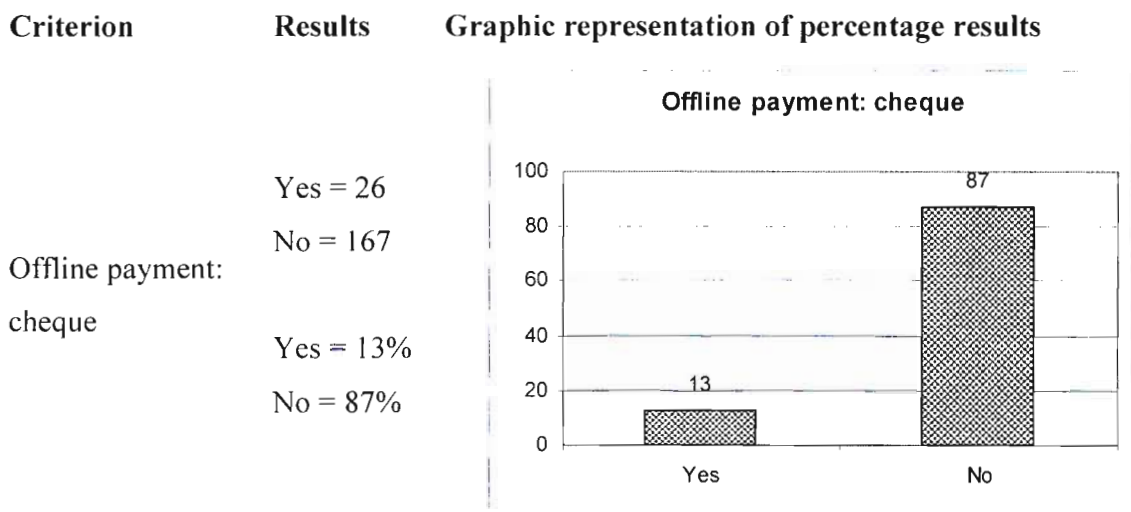 Criterion Results Graphic representation of percentage results
Offline payment:
cheque
Yes = 26
No = 167
Yes = 13%
No = 87%
Offline payment: cheque
100
80
60
40
20
0
13
87
Yes No